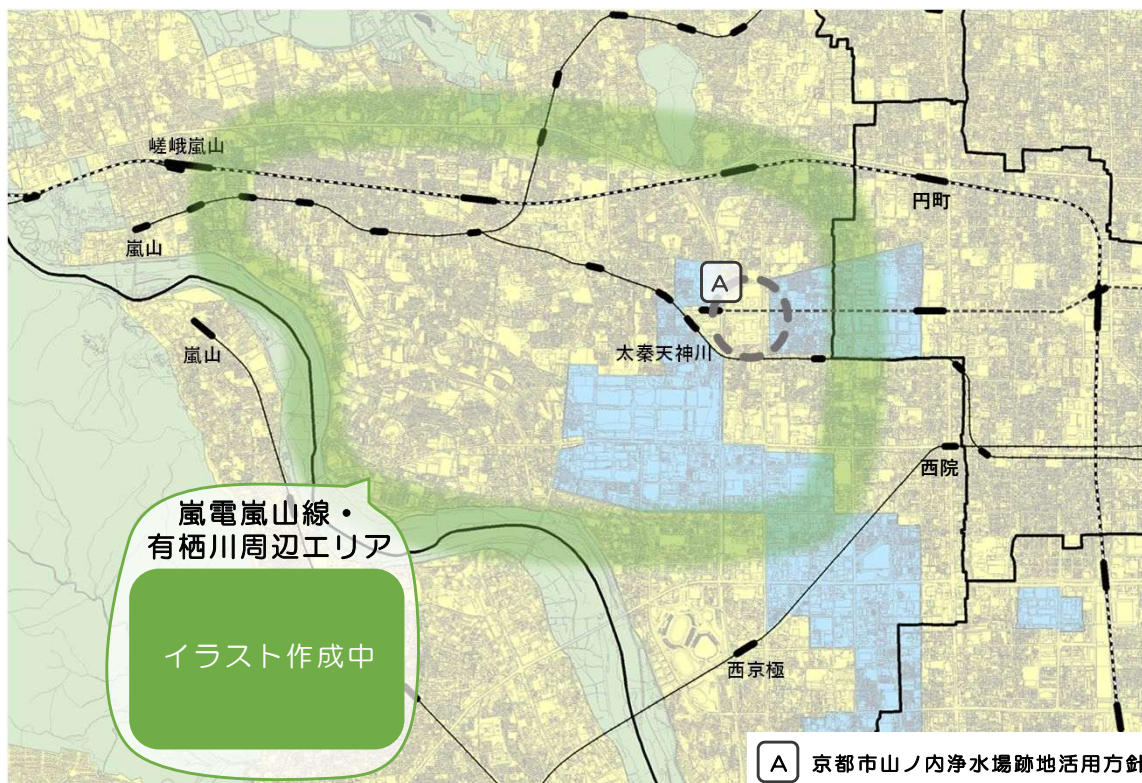 嵯峨嵐山
円町
嵐山
A
嵐山
太秦天神川
西院
嵐電嵐山線・
有栖川周辺エリア
イラスト作成中
西京極
A 京都市山ノ内浄水場跡地活用方針